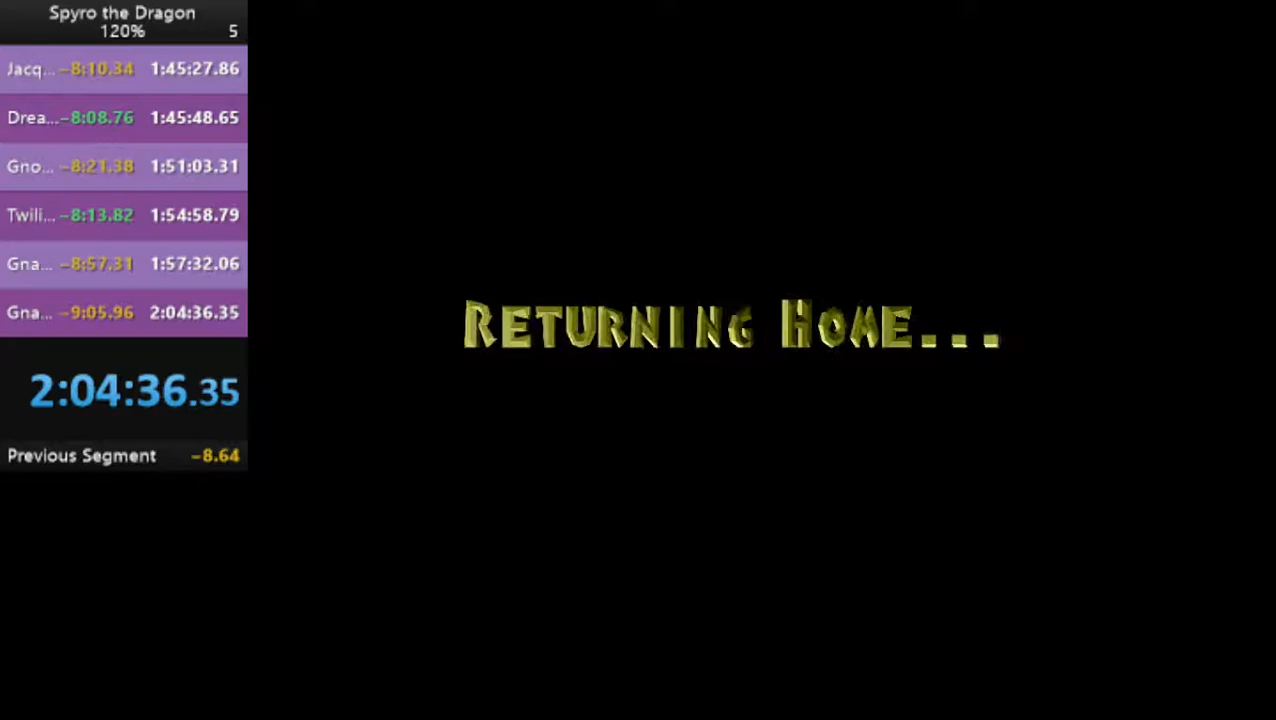 Spyro the Dragon
120% 5
Jacq... −8:10.34 1:45:27.86
Drea... −8:08.76 1:45:48.65
Gno... −8:21.38 1:51:03.31
Twili... −8:13.82 1:54:58.79
Gna... −8:57.31 1:57:32.06
Gna... −9:05.96 2:04:36.35
2:04:36.35
Previous Segment −8.64
Returning Home...